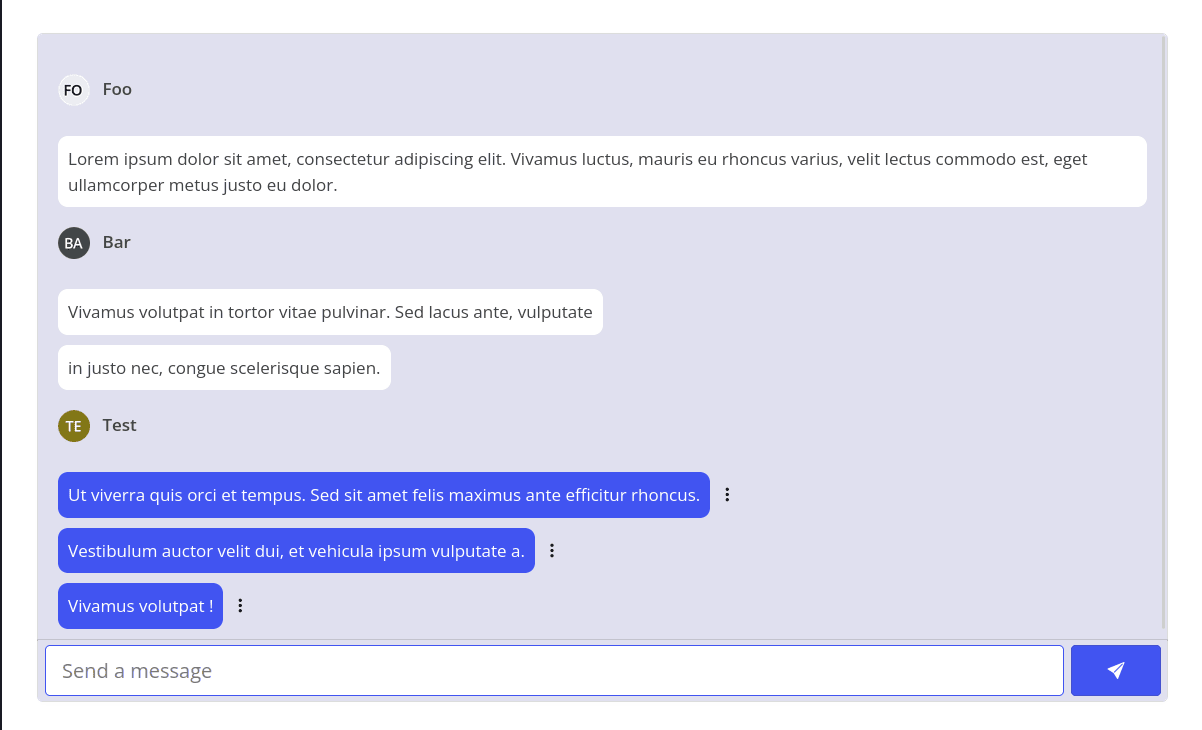 FO Foo
Lorem ipsum dolor sit amet, consectetur adipiscing elit. Vivamus luctus, mauris eu rhoncus varius, velit lectus commodo est, eget
ullamcorper metus justo eu dolor.
BA Bar
Vivamus volutpat in tortor vitae pulvinar. Sed lacus ante, vulputate
in justo nec, congue scelerisque sapien.
TE Test
Ut viverra quis orci et tempus. Sed sit amet felis maximus ante efficitur rhoncus.
Vestibulum auctor velit dui, et vehicula ipsum vulputate a.
Vivamus volutpat !
Send a message